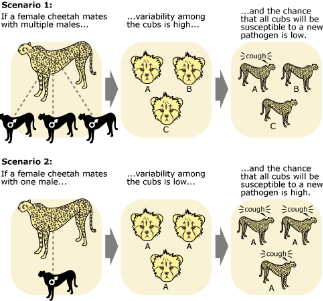 Scenario 1:
If a female cheetah mates
with multiple males...
...variability among
the cubs is high...
...and the chance
that all cubs will be
susceptible to a new
pathogen is low.
A
B
C
cough
A
B
C
Scenario 2:
If a female cheetah mates
with one male...
...variability among
the cubs is low...
...and the chance
that all cubs will be
susceptible to a new
pathogen is high.
A
A
A
cough
cough
A
A
cough
A